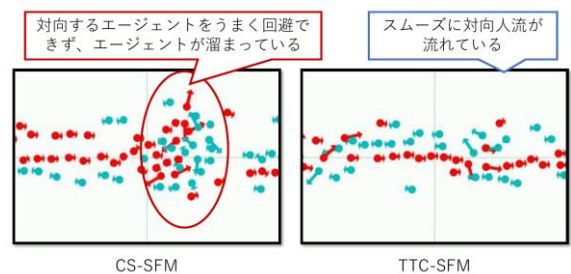 対向するエージェントをうまく回避で
きず、エージェントが溜まっている
スムーズに対向人流が
流れている
CS-SFM
TTC-SFM